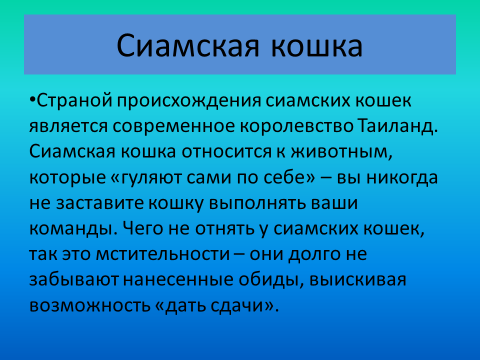 Сиамская кошка
•Страной происхождения сиамских кошек
является современное королевство Таиланд.
Сиамская кошка относится к животным,
которые «гуляют сами по себе» – вы никогда
не заставите кошку выполнять ваши
команды. Чего не отнять у сиамских кошек,
так это мстительности – они долго не
забывают нанесенные обиды, выискивая
возможность «дать сдачи».